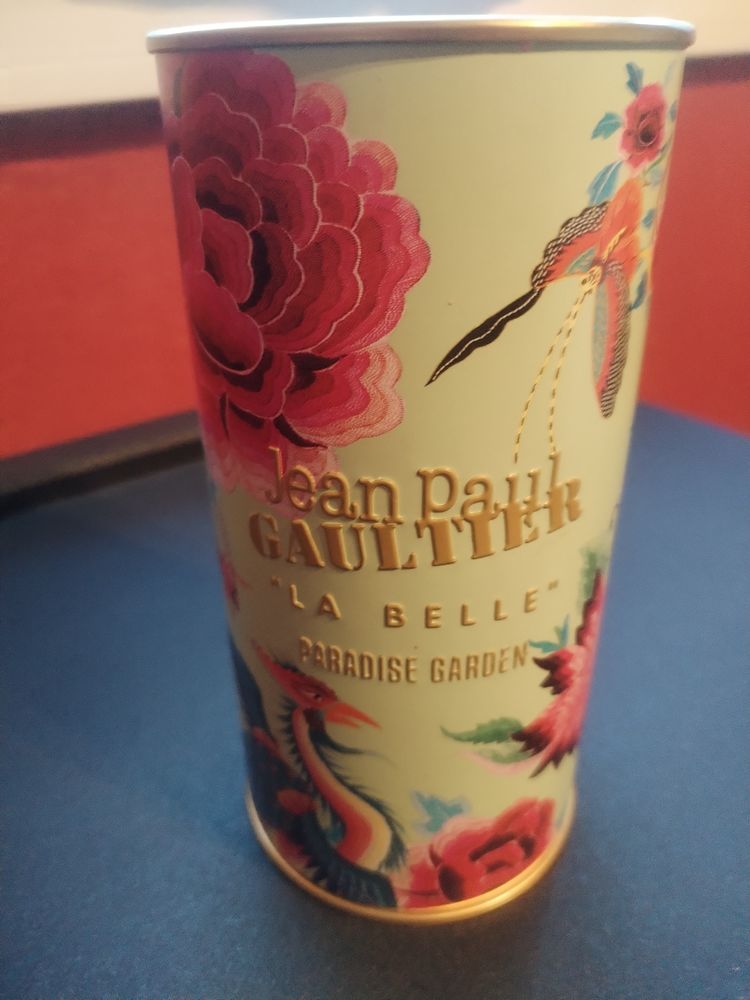 Jean Paul
GAULTIER
"LA BELLE"
PARADISE GARDEN